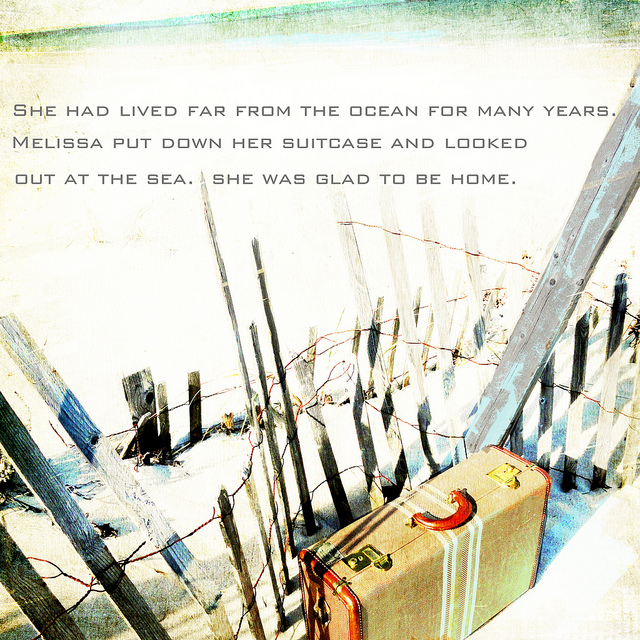 She had lived far from the ocean for many years.
Melissa put down her suitcase and looked
out at the sea. she was glad to be home.